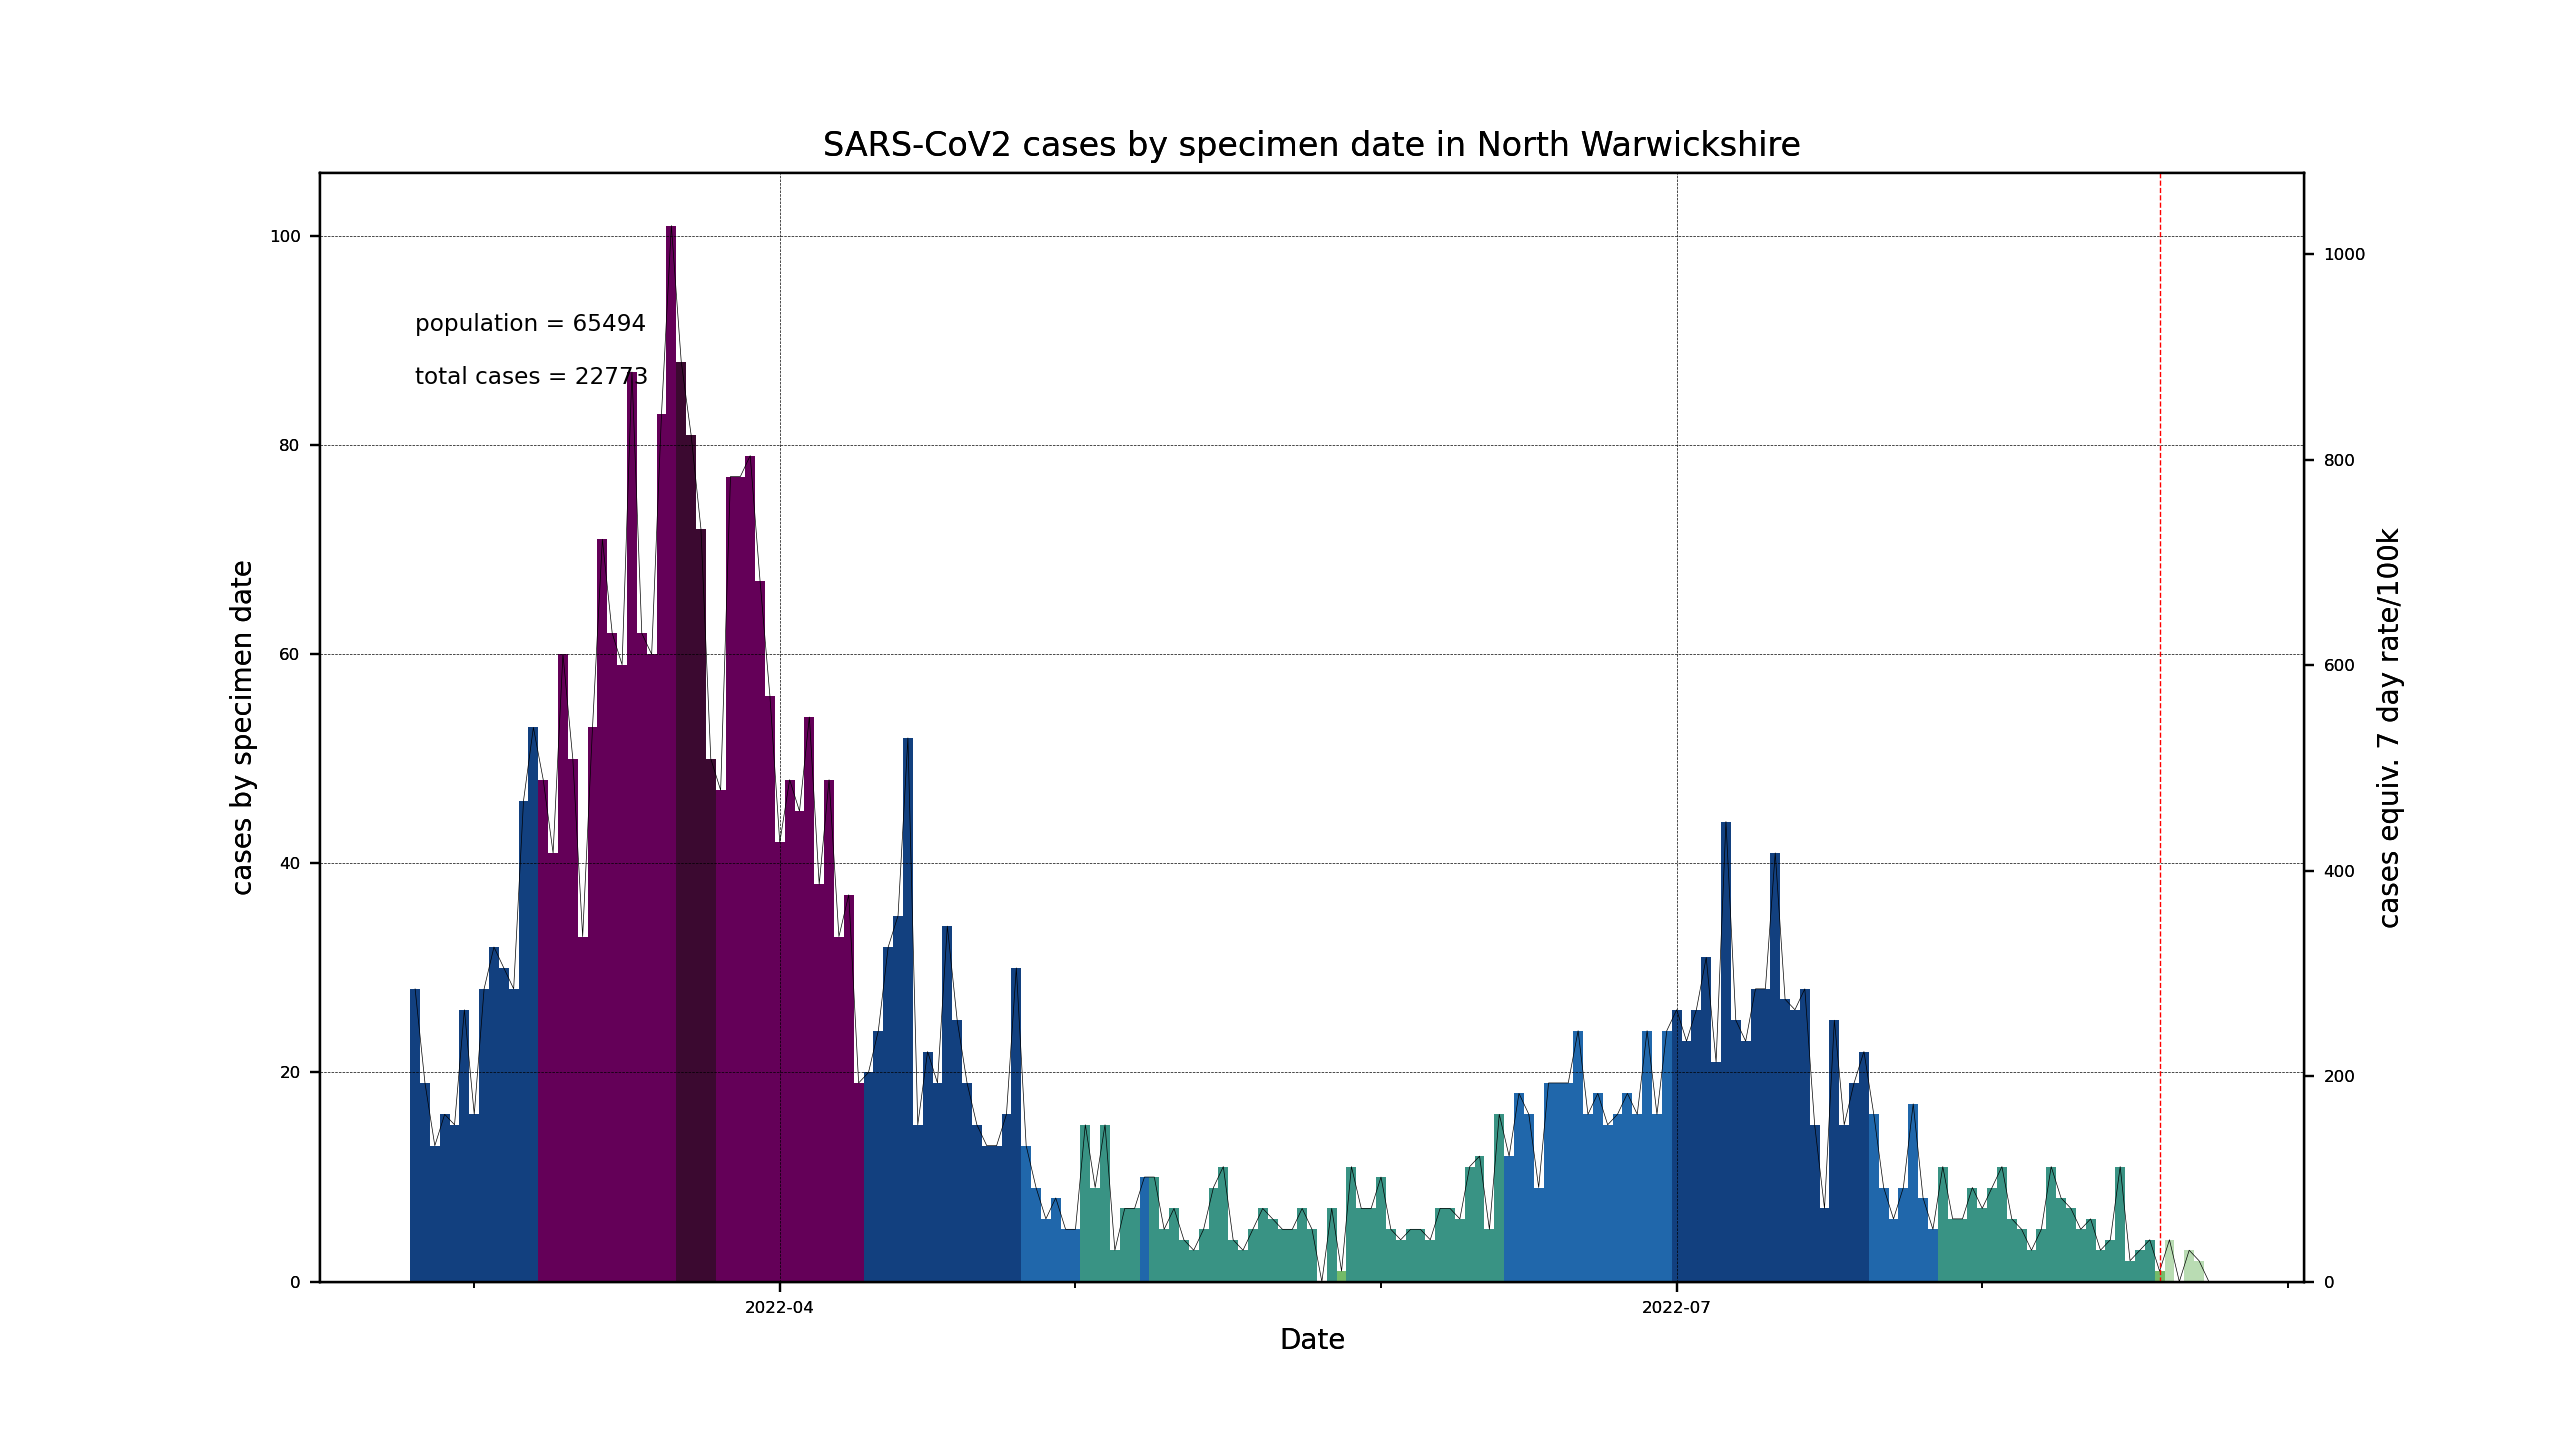 SARS-CoV2 cases by specimen date in North Warwickshire
population = 65494
total cases = 22773
cases by specimen date
100
80
60
40
20
0
1000
800
600
400
200
0
cases equiv. 7 day rate/100k
2022-04
2022-07
Date